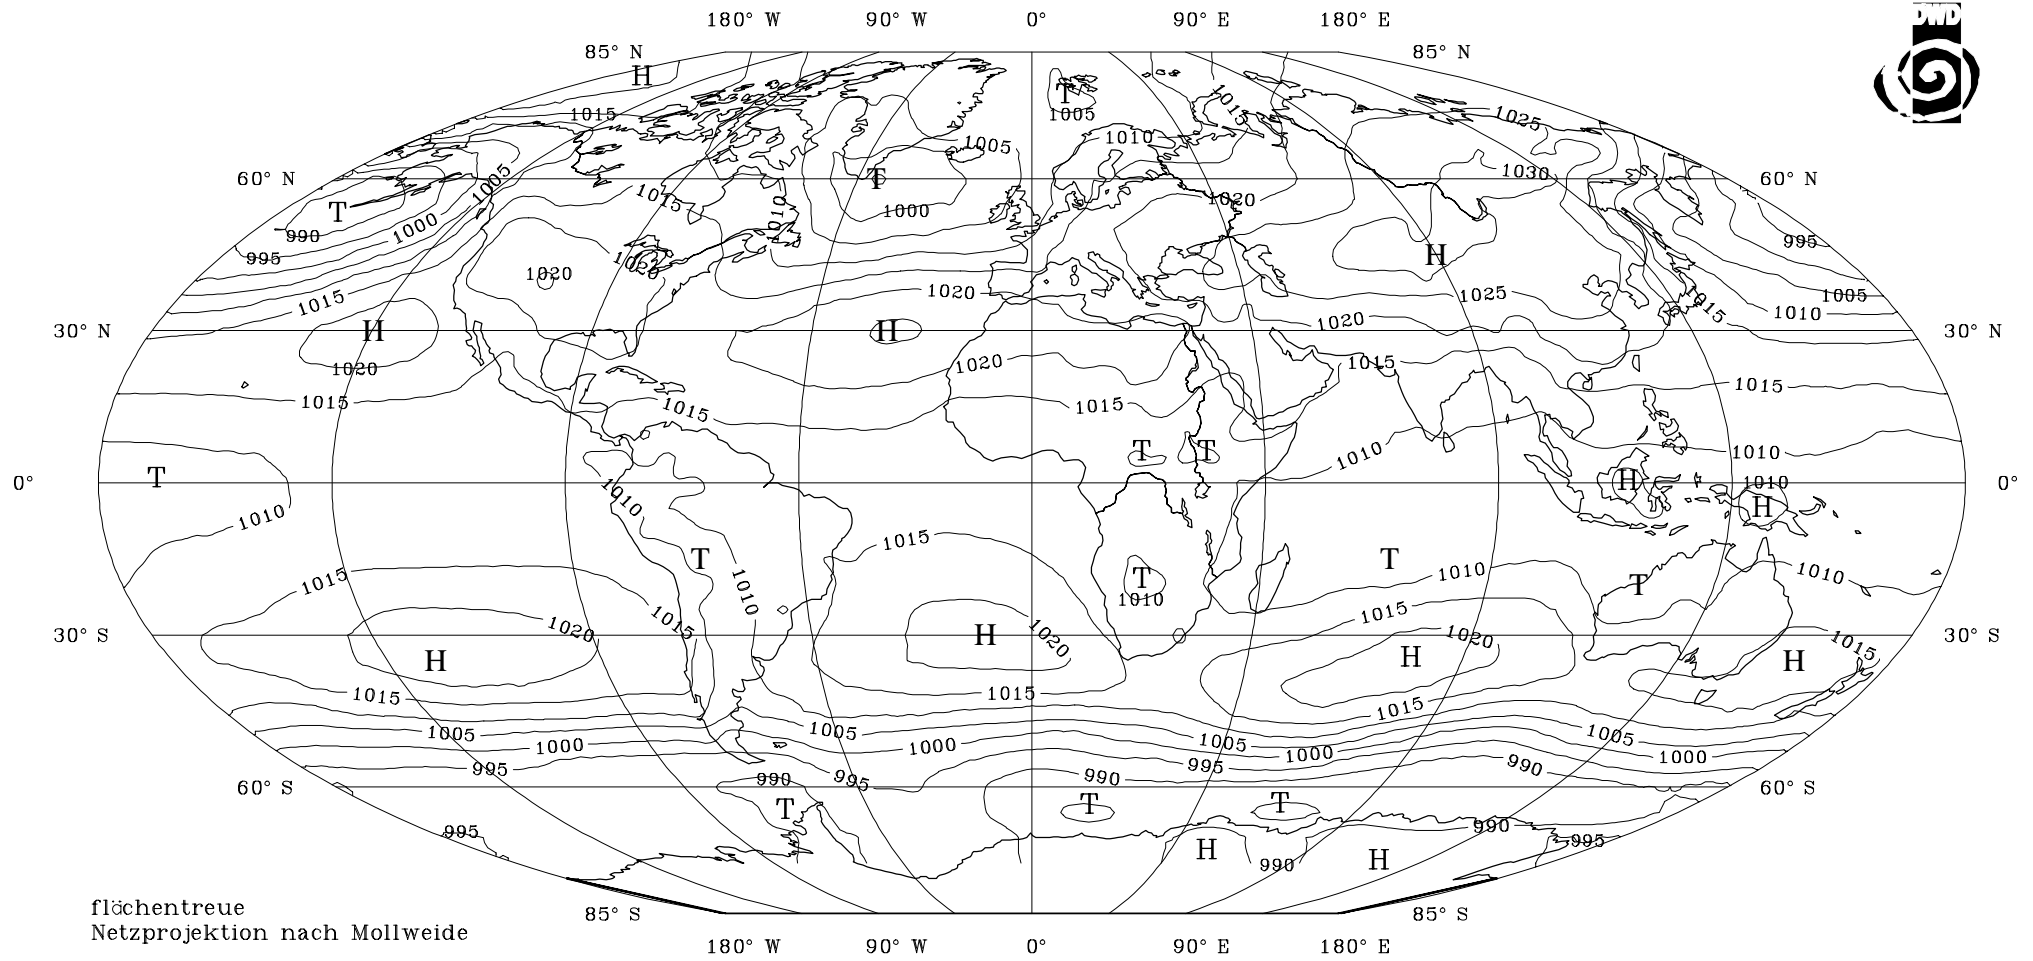 180° W 90° W 0° 90° E 180° E
DWD
85° N 85° N
H
T
1015 1015 1025
1005
1005 1010
60° N T 1030 60° N
1005 1015 1020
T 1000 1010
1000
990 995
995 H
1020 1020
1015 1020 1025 1005
1015
1010
30° N H H 1020 30° N
1020 1020 1015
1015 1015 1015 1015
T T 1010 1010
T H
0° 1010 1010 0°
1010 H
1015
T T 1010 1010
1015 T T
1010 1010
1015 1015
1020 H 1020 1020
30° S 30° S
H H H 1015
1015 1015 1015
1005 1005 1005 1005
1000 1000 1000 1000
995 995 995 990
990 990
60° S 60° S
T T T
995 990 995
H H
990
flächentreue
Netzprojektion nach Mollweide
85° S 85° S
180° W 90° W 0° 90° E 180° E